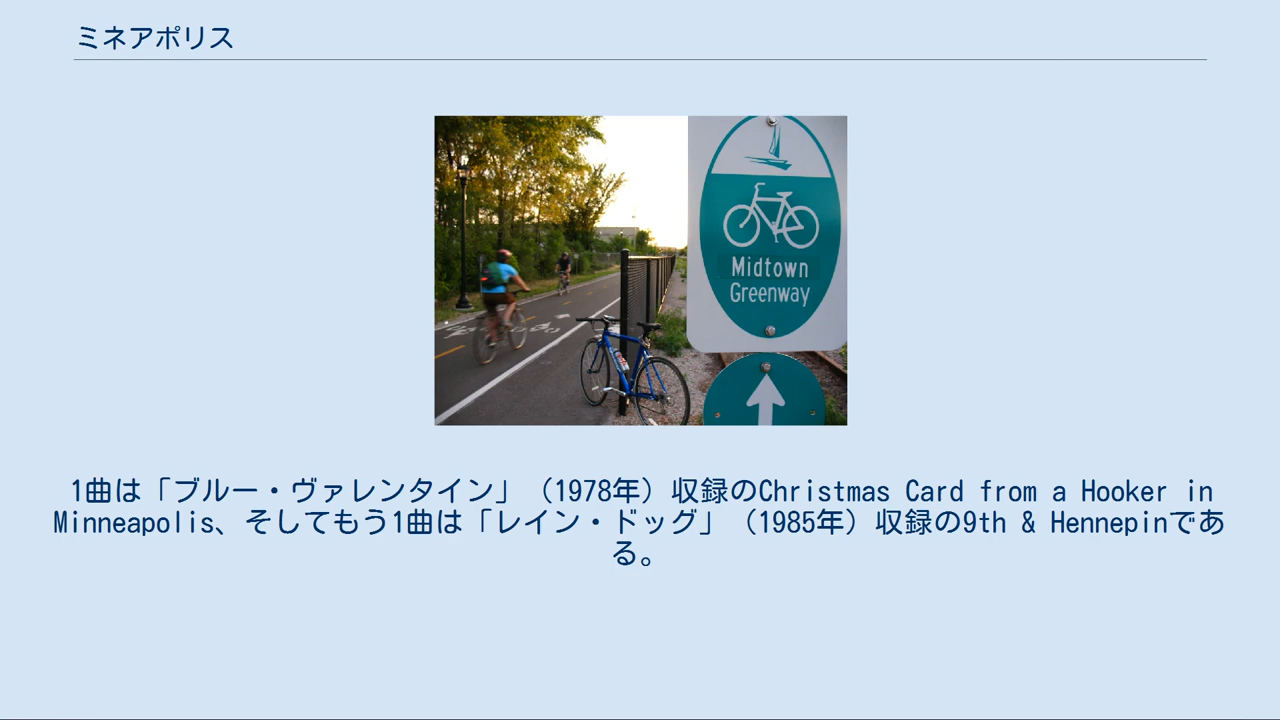 ミネアポリス
Midtown
Greenway
1曲は「ブルー・ヴァレンタイン」（1978年）収録のChristmas Card from a Hooker in
Minneapolis、そしてもう1曲は「レイン・ドッグ」（1985年）収録の9th & Hennepinであ
る。